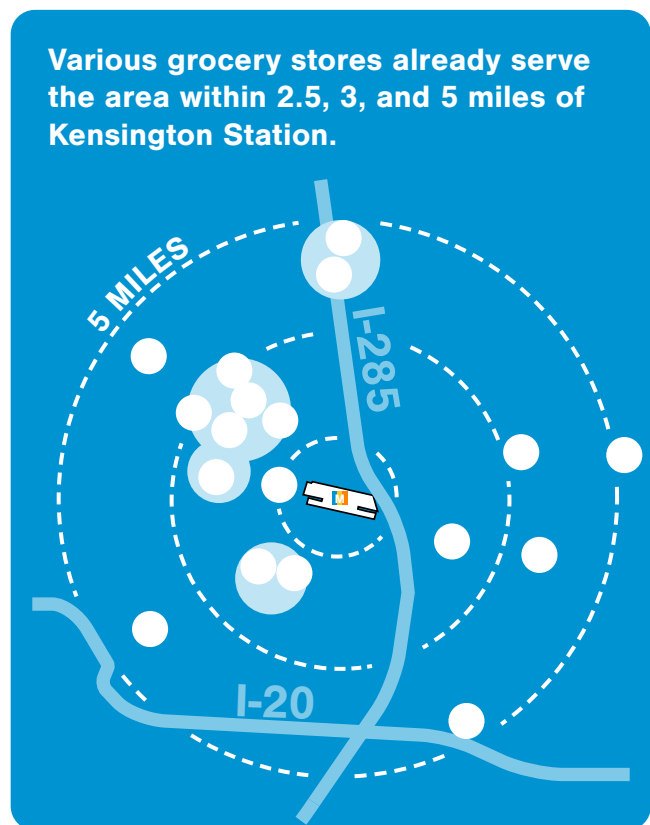 Various grocery stores already serve
the area within 2.5, 3, and 5 miles of
Kensington Station.
5 MILES
I-285
M
I-20